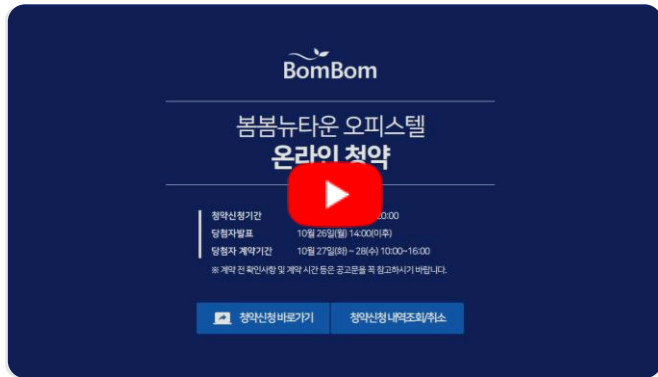 BomBom
봄봄뉴타운 오피스텔
온라인 청약
청약신청기간 0:00
당첨자발표 10월 26일(월) 14:00(이후)
당첨자 계약기간 10월 27일(화) ~ 28(수) 10:00~16:00
※ 계약 전 확인사항 및 계약 시간 등은 공고문을 꼭 참고하시기 바랍니다.
청약신청 바로가기 청약신청 내역조회/취소